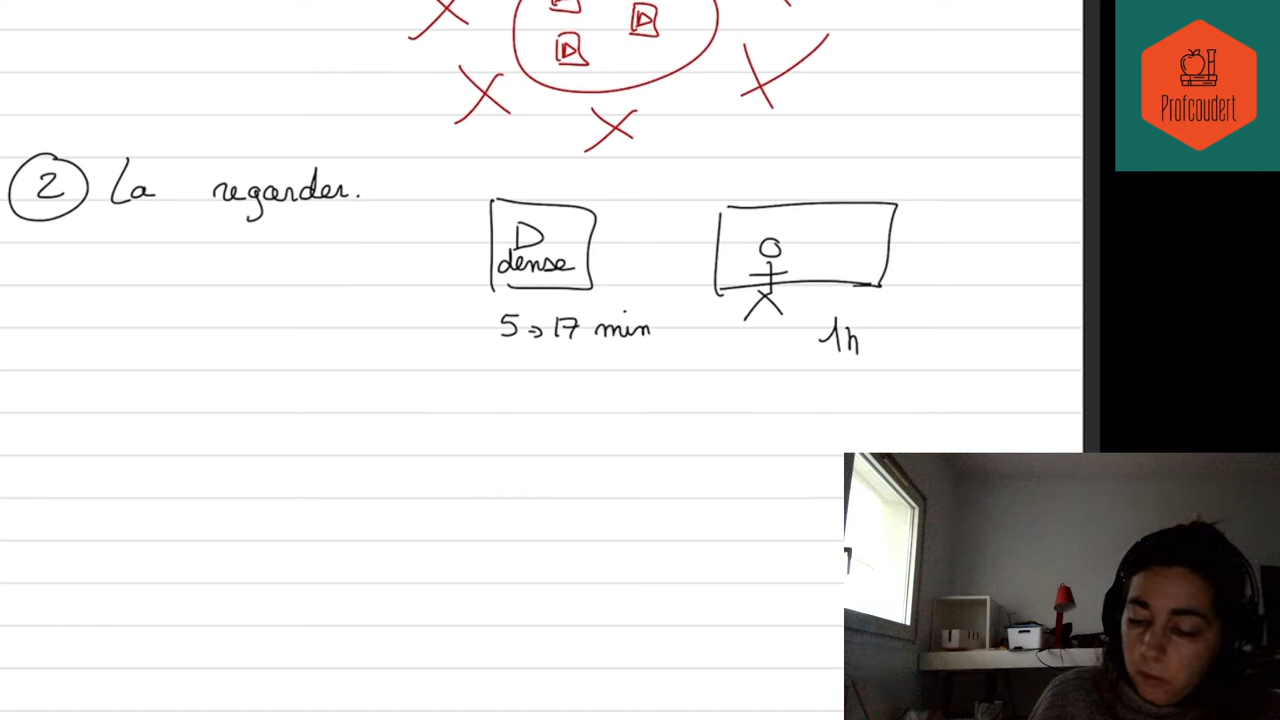 Profcoudert
2 La regarder.
dense
5 → 17 min
1h